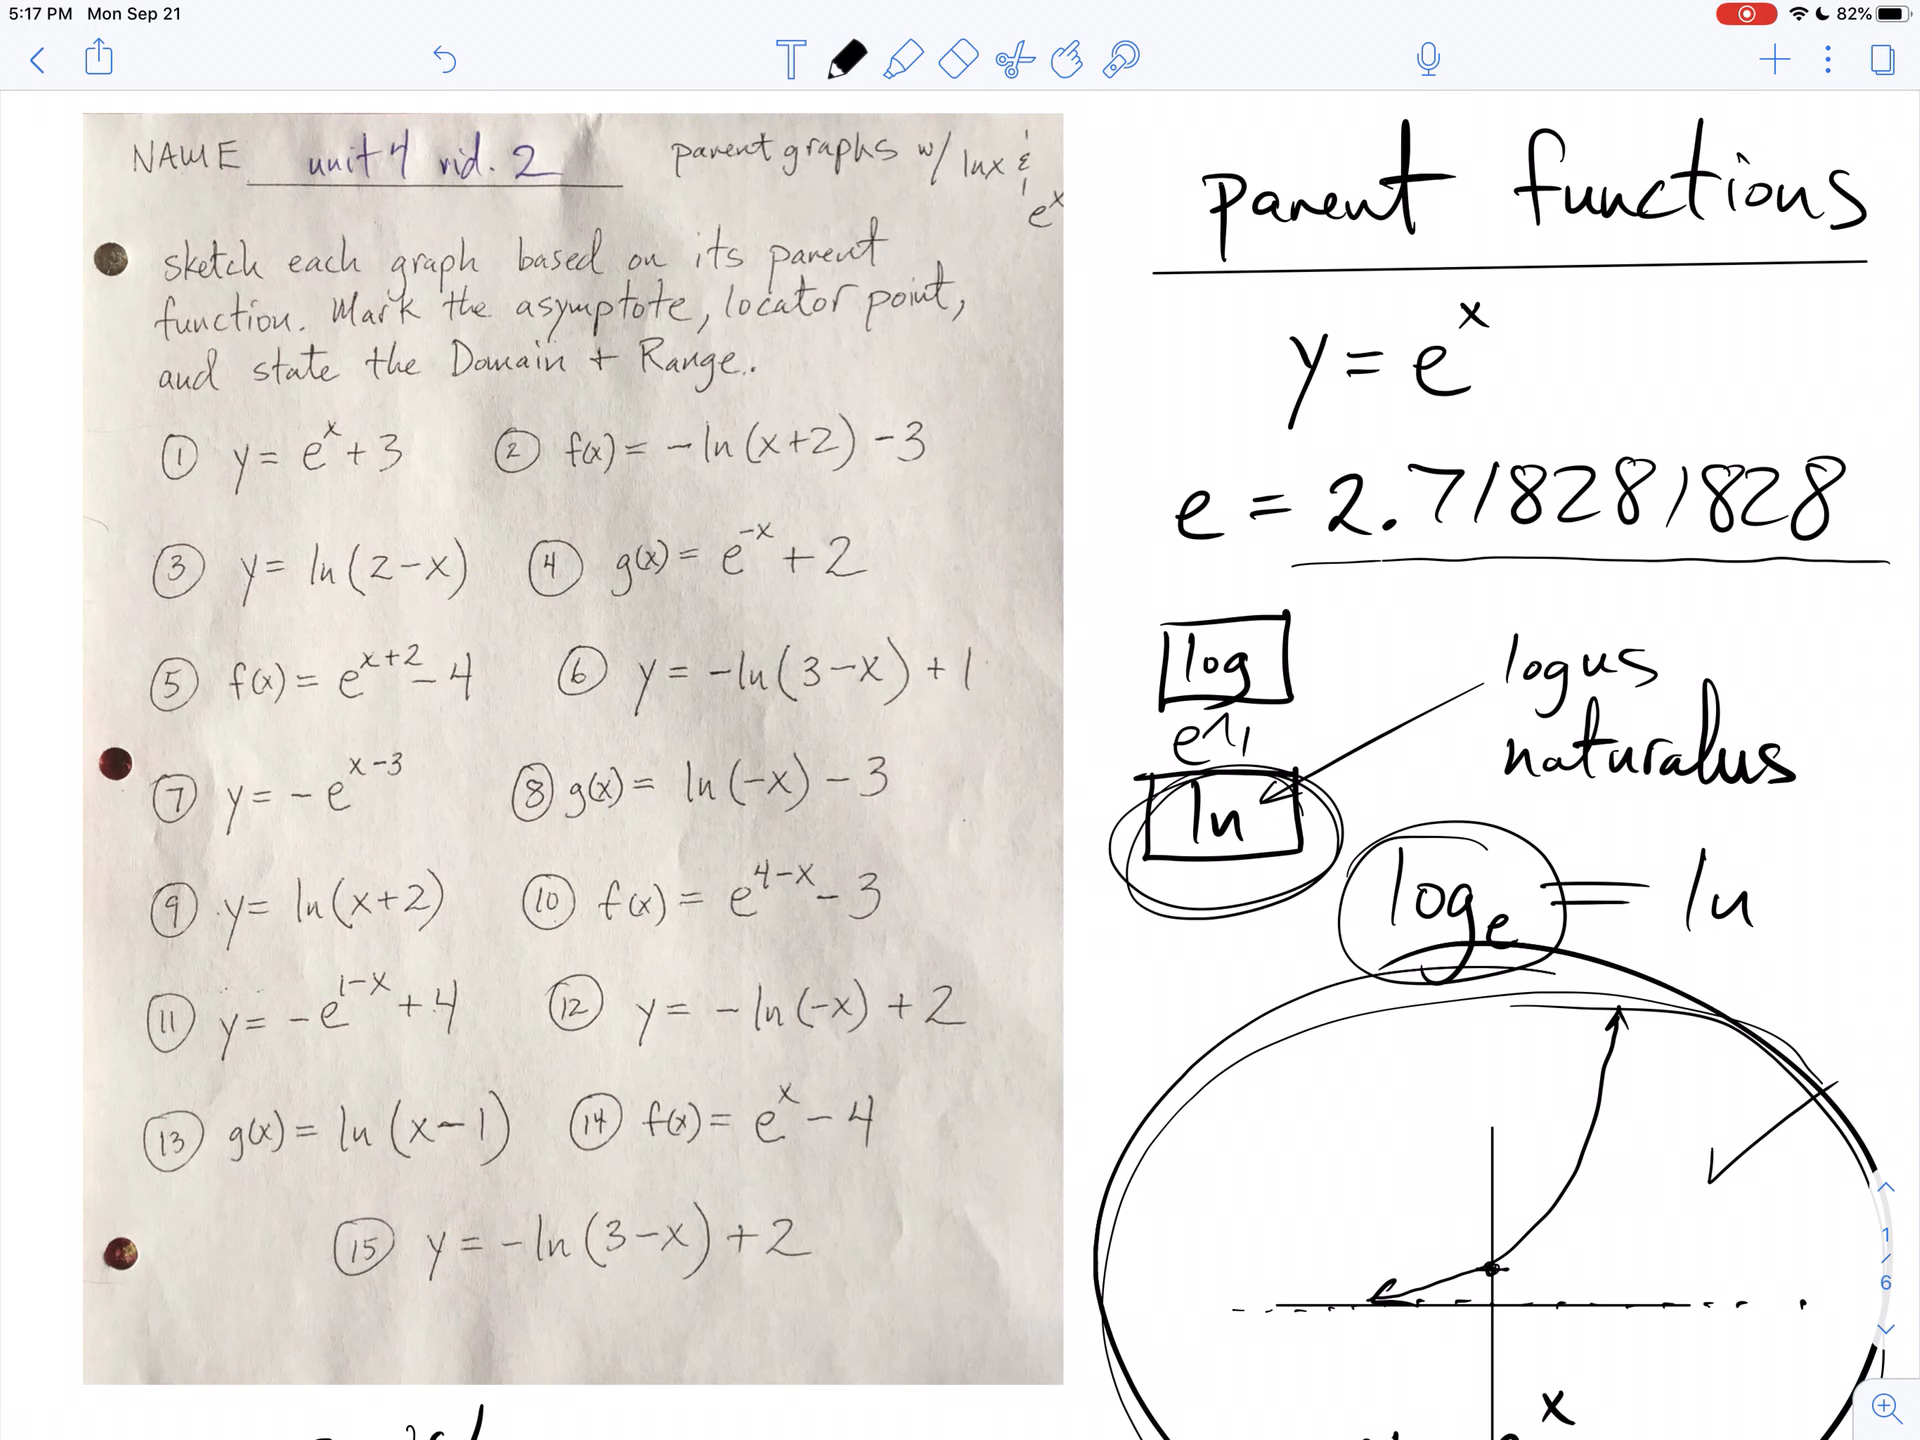 5:17 PM Mon Sep 21
82%
NAME unit 4 vid. 2 parent graphs w/ lnx &
e^x
sketch each graph based on its parent
function. Mark the asymptote, locator point,
and state the Domain + Range.
① y = e^x + 3 ② f(x) = -ln(x+2) - 3
③ y = ln(2-x) ④ g(x) = e^-x + 2
⑤ f(x) = e^x+2 - 4 ⑥ y = -ln(3-x) + 1
⑦ y = -e^x-3 ⑧ g(x) = ln(-x) - 3
⑨ y = ln(x+2) ⑩ f(x) = e^4-x - 3
⑪ y = -e^1-x + 4 ⑫ y = -ln(-x) + 2
⑬ g(x) = ln(x-1) ⑭ f(x) = e^x - 4
⑮ y = -ln(3-x) + 2
parent functions
y = e^x
e = 2.718281828
log
e^1
ln
logus
naturalus
log_e = ln
x
1
/
6